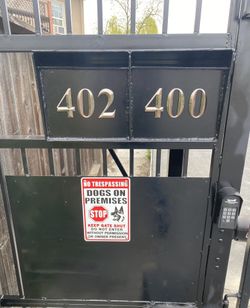 402 400
NO TRESPASSING
DOGS ON
PREMISES
STOP
KEEP GATE SHUT
DO NOT ENTER
WITHOUT PERMISSION
OR OWNER PRESENT